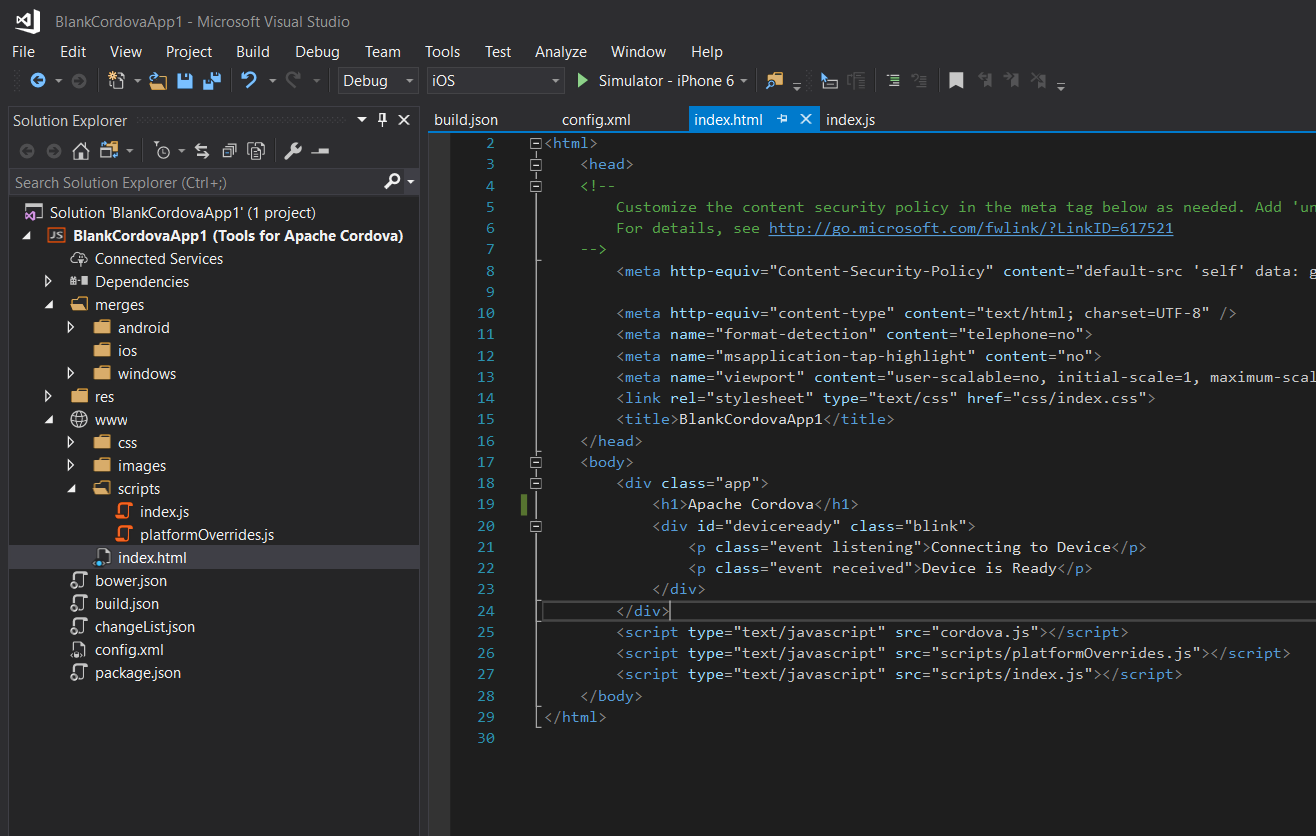 BlankCordovaApp1 - Microsoft Visual Studio
File Edit View Project Build Debug Team Tools Test Analyze Window Help
Debug iOS Simulator - iPhone 6
Solution Explorer
Search Solution Explorer (Ctrl+;)
Solution 'BlankCordovaApp1' (1 project)
JS BlankCordovaApp1 (Tools for Apache Cordova)
Connected Services
Dependencies
merges
android
ios
windows
res
www
css
images
scripts
index.js
platformOverrides.js
index.html
bower.json
build.json
changeList.json
config.xml
package.json
build.json config.xml index.html index.js
2 <html>
3 <head>
4 <!--
5 Customize the content security policy in the meta tag below as needed. Add 'un
6 For details, see http://go.microsoft.com/fwlink/?LinkID=617521
7 -->
8 <meta http-equiv="Content-Security-Policy" content="default-src 'self' data: g
9
10 <meta http-equiv="content-type" content="text/html; charset=UTF-8" />
11 <meta name="format-detection" content="telephone=no">
12 <meta name="msapplication-tap-highlight" content="no">
13 <meta name="viewport" content="user-scalable=no, initial-scale=1, maximum-scal
14 <link rel="stylesheet" type="text/css" href="css/index.css">
15 <title>BlankCordovaApp1</title>
16 </head>
17 <body>
18 <div class="app">
19 <h1>Apache Cordova</h1>
20 <div id="deviceready" class="blink">
21 <p class="event listening">Connecting to Device</p>
22 <p class="event received">Device is Ready</p>
23 </div>
24 </div>
25 <script type="text/javascript" src="cordova.js"></script>
26 <script type="text/javascript" src="scripts/platformOverrides.js"></script>
27 <script type="text/javascript" src="scripts/index.js"></script>
28 </body>
29 </html>
30